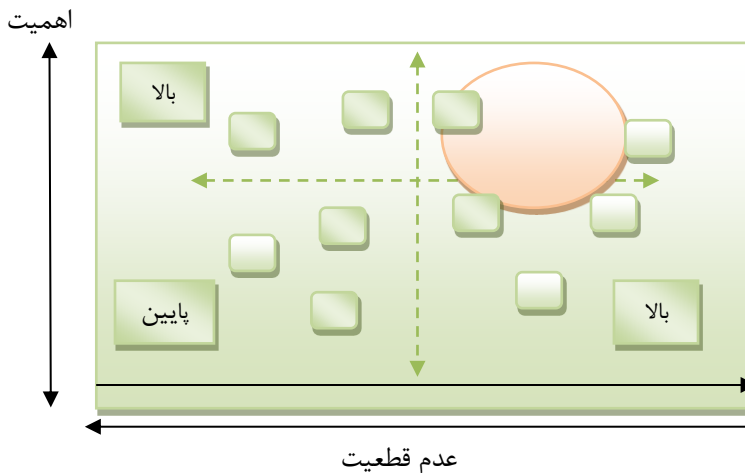 اهمیت
بالا
پایین
بالا
عدم قطعیت